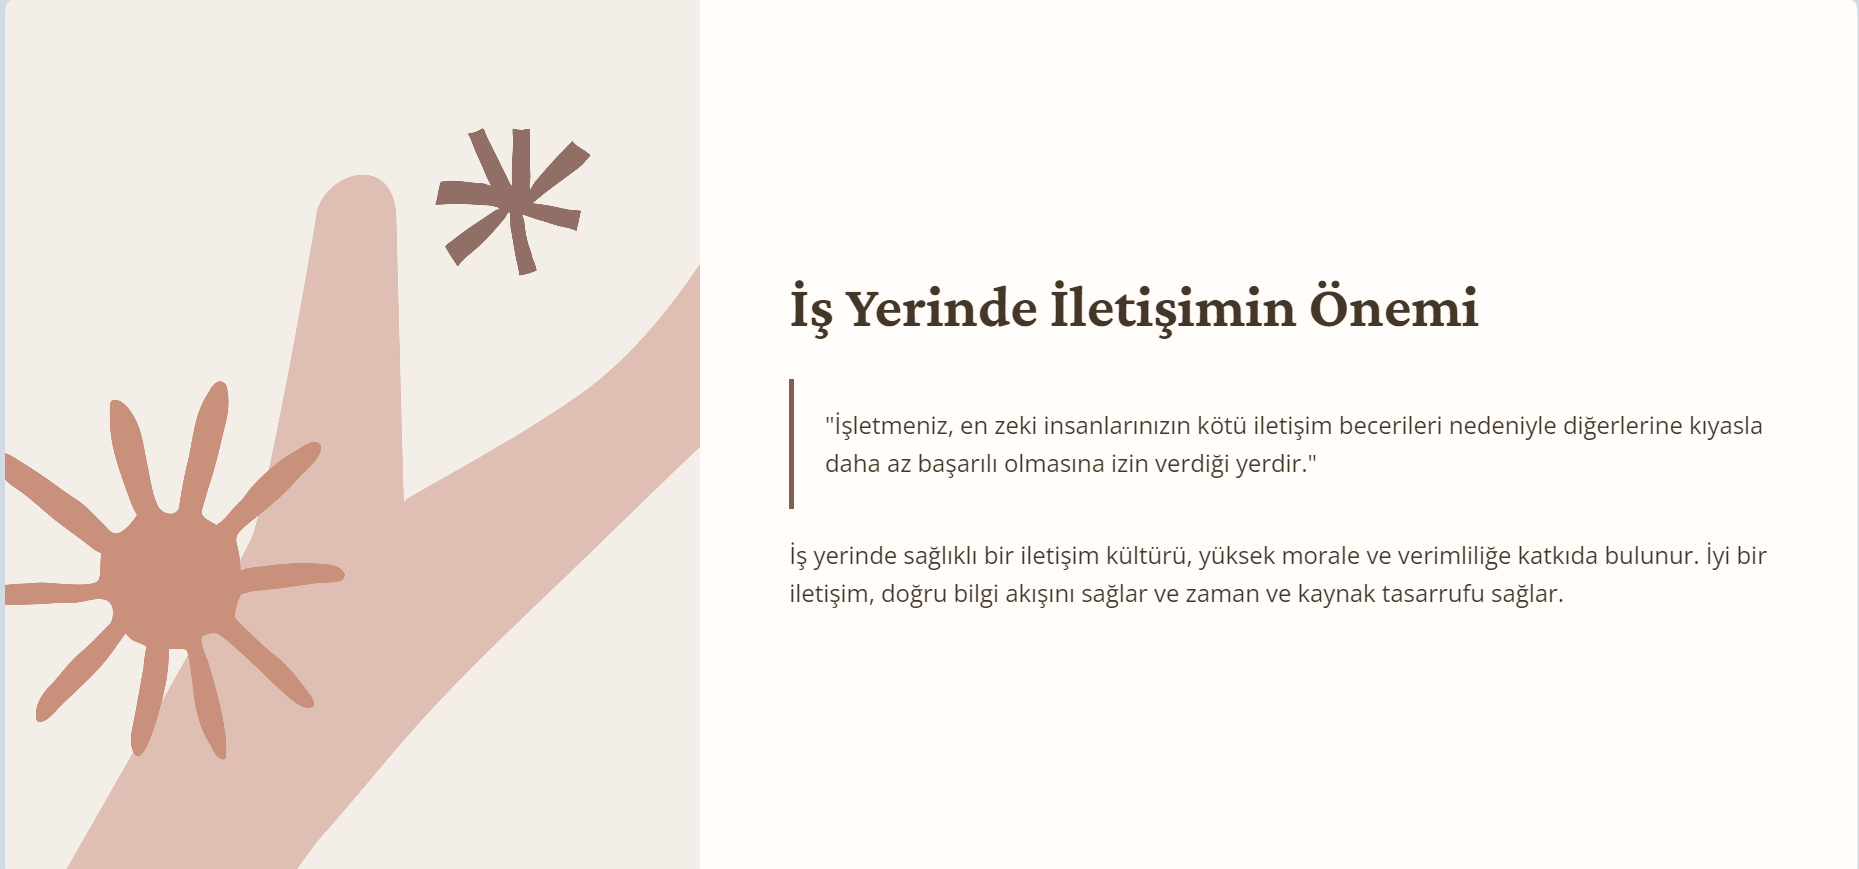 İş Yerinde İletişimin Önemi
"İşletmeniz, en zeki insanlarınızın kötü iletişim becerileri nedeniyle diğerlerine kıyasla
daha az başarılı olmasına izin verdiği yerdir."
İş yerinde sağlıklı bir iletişim kültürü, yüksek morale ve verimliliğe katkıda bulunur. İyi bir
iletişim, doğru bilgi akışını sağlar ve zaman ve kaynak tasarrufu sağlar.